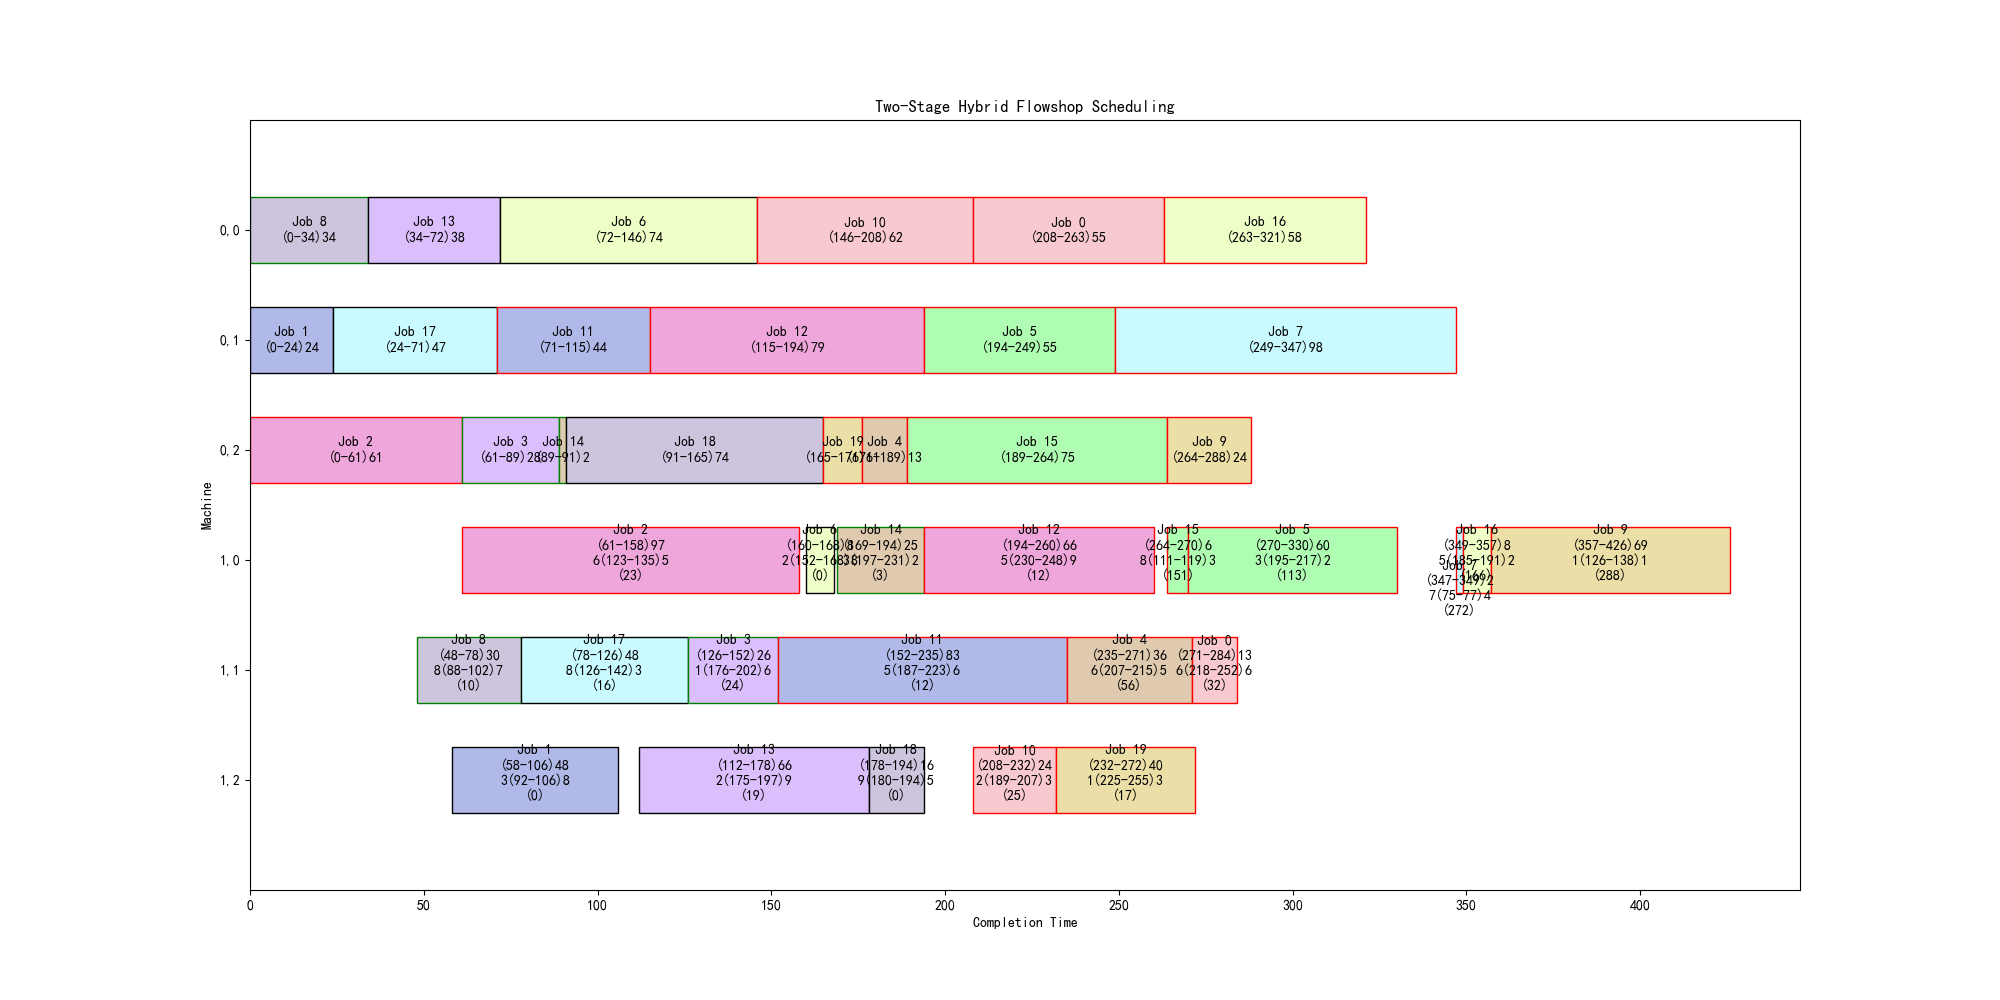 Two-Stage Hybrid Flowshop Scheduling
Machine
0,0
Job 8
(0-34)34
Job 13
(34-72)38
Job 6
(72-146)74
Job 10
(146-208)62
Job 0
(208-263)55
Job 16
(263-321)58
0,1
Job 1
(0-24)24
Job 17
(24-71)47
Job 11
(71-115)44
Job 12
(115-194)79
Job 5
(194-249)55
Job 7
(249-347)98
0,2
Job 2
(0-61)61
Job 3
(61-89)28
Job 14
(89-91)2
Job 18
(91-165)74
Job 19
(165-176)11
Job 4
(176-189)13
Job 15
(189-264)75
Job 9
(264-288)24
1,0
Job 2
(61-158)97
6(123-135)5
(23)
Job 6
(160-168)8
2(152-168)8
(0)
Job 14
(169-194)25
3(197-231)2
(3)
Job 12
(194-260)66
5(230-248)9
(12)
Job 15
(264-270)6
8(111-119)3
(151)
Job 5
(270-330)60
3(195-217)2
(113)
Job 7
(347-349)2
7(75-77)4
(272)
Job 16
(349-357)8
5(185-191)2
(166)
Job 9
(357-426)69
1(126-138)1
(288)
1,1
Job 8
(48-78)30
8(88-102)7
(10)
Job 17
(78-126)48
8(126-142)3
(16)
Job 3
(126-152)26
1(176-202)6
(24)
Job 11
(152-235)83
5(187-223)6
(12)
Job 4
(235-271)36
6(207-215)5
(56)
Job 0
(271-284)13
6(218-252)6
(32)
1,2
Job 1
(58-106)48
3(92-106)8
(0)
Job 13
(112-178)66
2(175-197)9
(19)
Job 18
(178-194)16
9(180-194)5
(0)
Job 10
(208-232)24
2(189-207)3
(25)
Job 19
(232-272)40
1(225-255)3
(17)
0
50
100
150
200
250
300
350
400
Completion Time